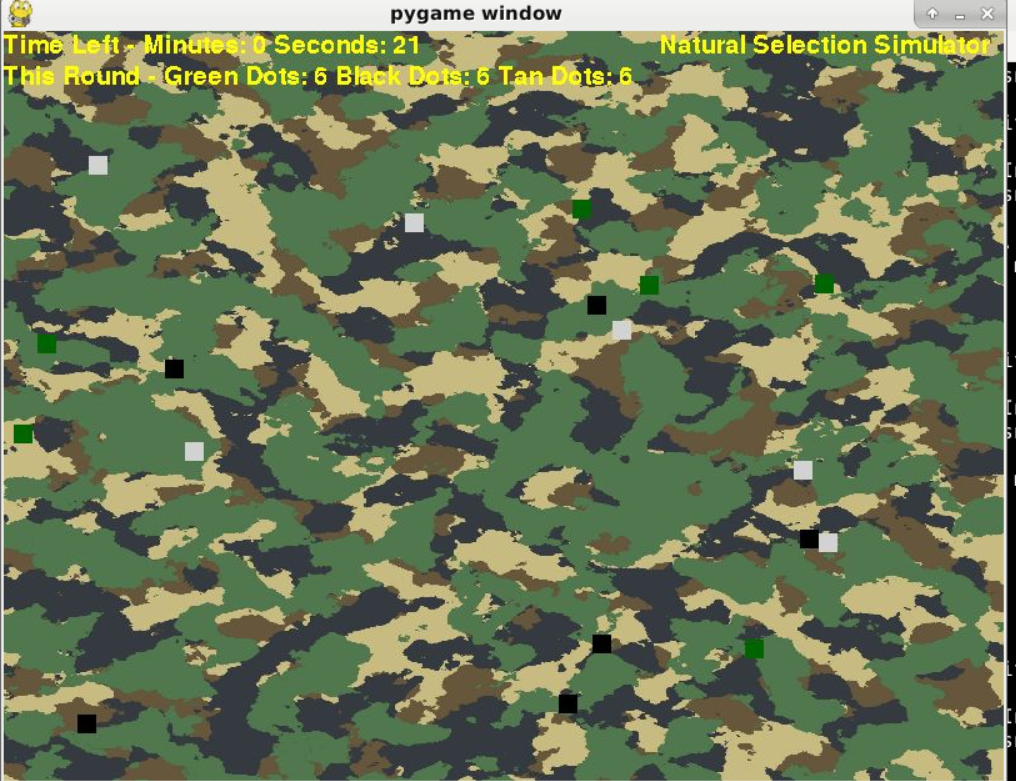 pygame window
Time Left - Minutes: 0 Seconds: 21
Natural Selection Simulator
This Round - Green Dots: 6 Black Dots: 6 Tan Dots: 6